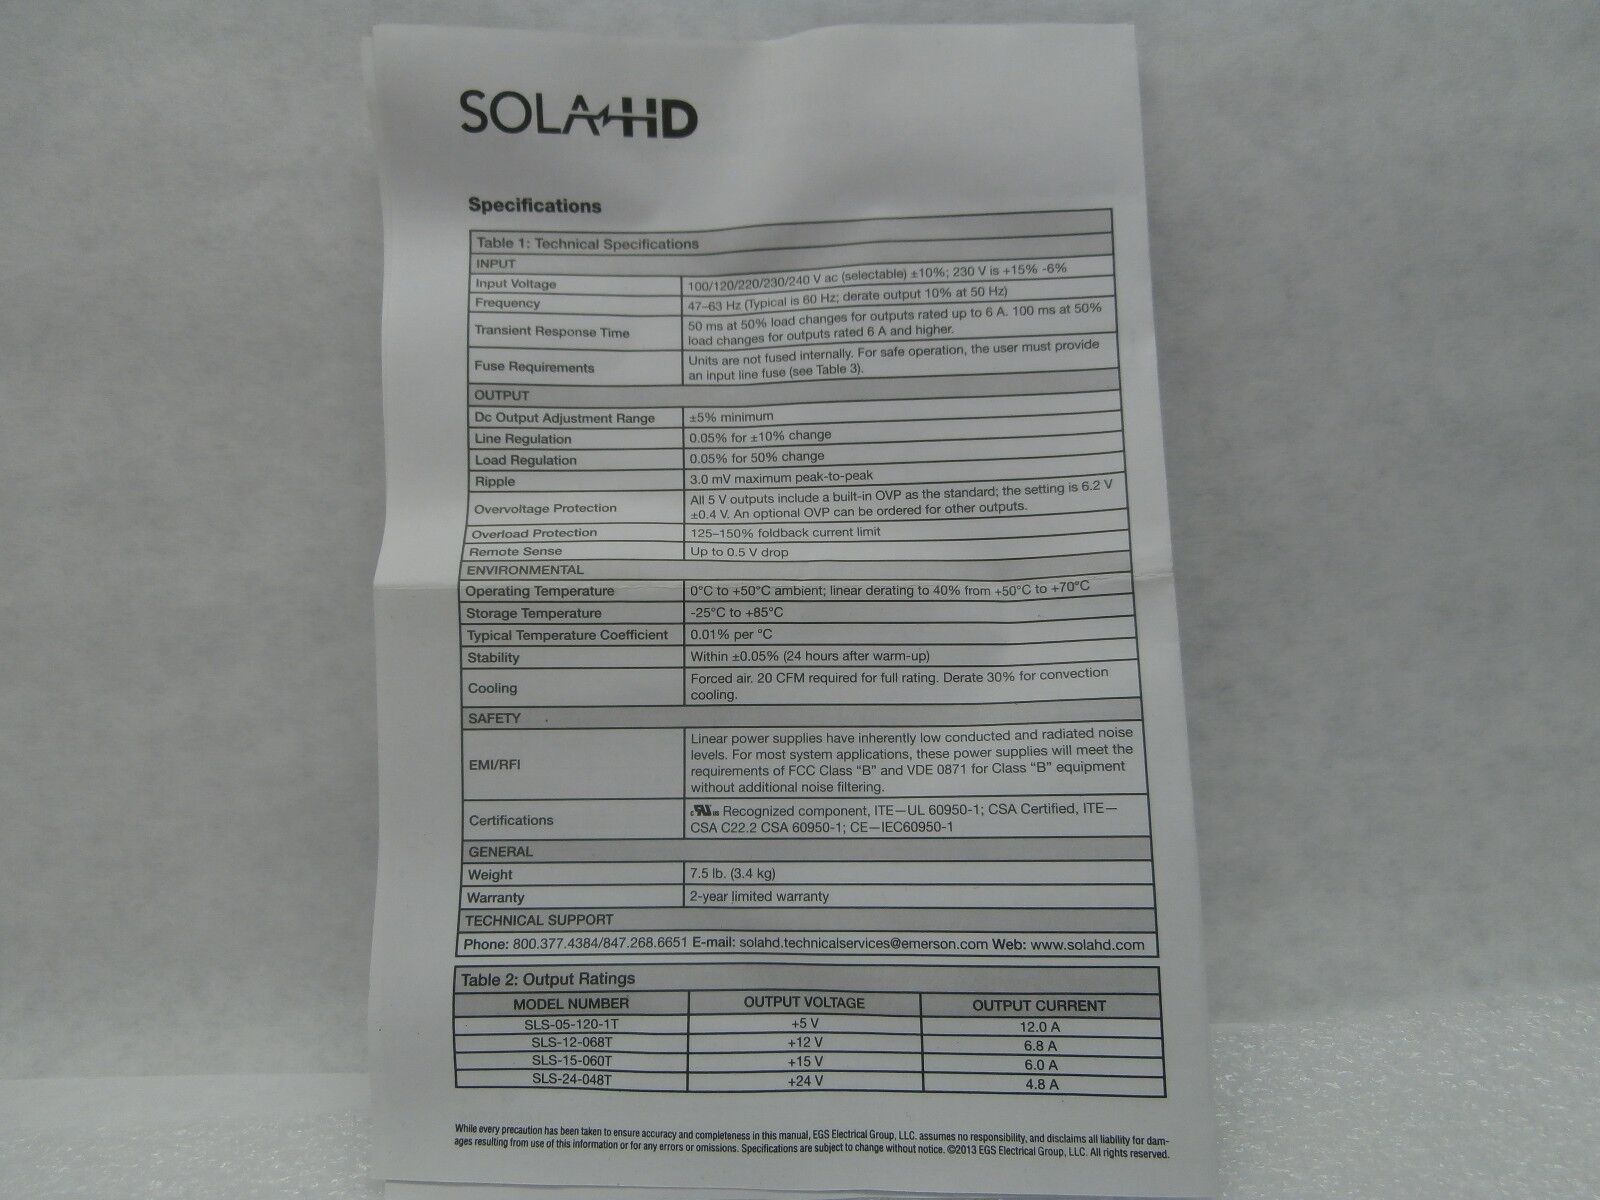 SOLA HD
Specifications
Table 1: Technical Specifications
INPUT
Input Voltage 100/120/220/230/240 V ac (selectable) ±10%; 230 V is +15% -6%
Frequency 47–63 Hz (Typical is 60 Hz; derate output 10% at 50 Hz)
Transient Response Time 50 ms at 50% load changes for outputs rated up to 6 A. 100 ms at 50%
load changes for outputs rated 6 A and higher.
Fuse Requirements Units are not fused internally. For safe operation, the user must provide
an input line fuse (see Table 3).
OUTPUT
Dc Output Adjustment Range ±5% minimum
Line Regulation 0.05% for ±10% change
Load Regulation 0.05% for 50% change
Ripple 3.0 mV maximum peak-to-peak
Overvoltage Protection All 5 V outputs include a built-in OVP as the standard; the setting is 6.2 V
±0.4 V. An optional OVP can be ordered for other outputs.
Overload Protection 125–150% foldback current limit
Remote Sense Up to 0.5 V drop
ENVIRONMENTAL
Operating Temperature 0°C to +50°C ambient; linear derating to 40% from +50°C to +70°C
Storage Temperature -25°C to +85°C
Typical Temperature Coefficient 0.01% per °C
Stability Within ±0.05% (24 hours after warm-up)
Cooling Forced air. 20 CFM required for full rating. Derate 30% for convection
cooling.
SAFETY
EMI/RFI Linear power supplies have inherently low conducted and radiated noise
levels. For most system applications, these power supplies will meet the
requirements of FCC Class “B” and VDE 0871 for Class “B” equipment
without additional noise filtering.
Certifications cRUus Recognized component, ITE—UL 60950-1; CSA Certified, ITE—
CSA C22.2 CSA 60950-1; CE—IEC60950-1
GENERAL
Weight 7.5 lb. (3.4 kg)
Warranty 2-year limited warranty
TECHNICAL SUPPORT
Phone: 800.377.4384/847.268.6651 E-mail: solahd.technicalservices@emerson.com Web: www.solahd.com
Table 2: Output Ratings
MODEL NUMBER OUTPUT VOLTAGE OUTPUT CURRENT
SLS-05-120-1T +5 V 12.0 A
SLS-12-068T +12 V 6.8 A
SLS-15-060T +15 V 6.0 A
SLS-24-048T +24 V 4.8 A
While every precaution has been taken to ensure accuracy and completeness in this manual, EGS Electrical Group, LLC. assumes no responsibility, and disclaims all liability for dam-
ages resulting from use of this information or for any errors or omissions. Specifications are subject to change without notice. ©2013 EGS Electrical Group, LLC. All rights reserved.